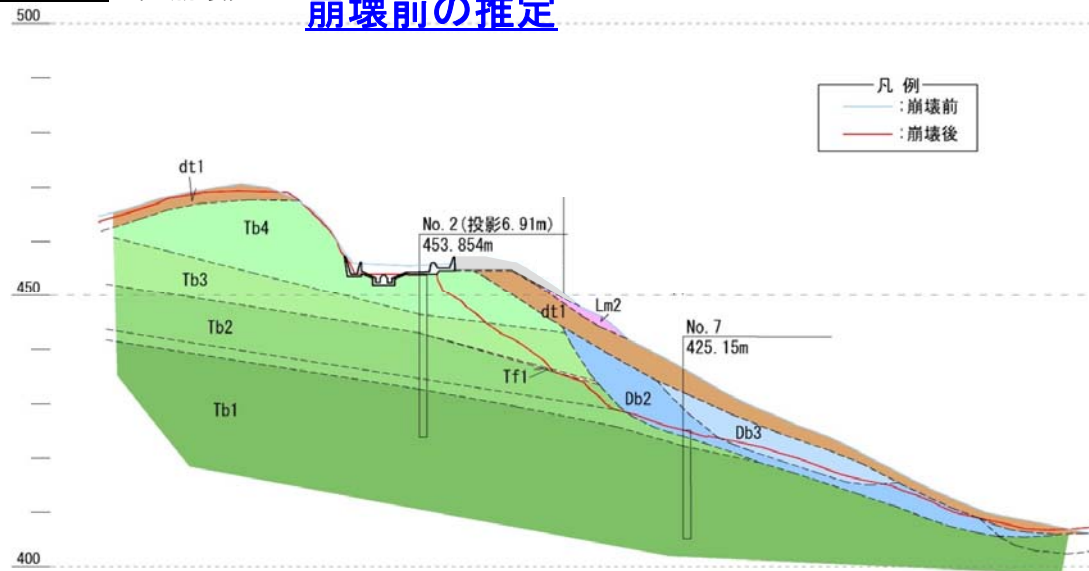 崩壊前の推定
500
凡 例
：崩壊前
：崩壊後
dt1
Tb4
No. 2(投影6.91m)
453.854m
Tb3
450
Lm2
dt1
Tb2
No. 7
425.15m
Tf1
Db2
Tb1
Db3
400